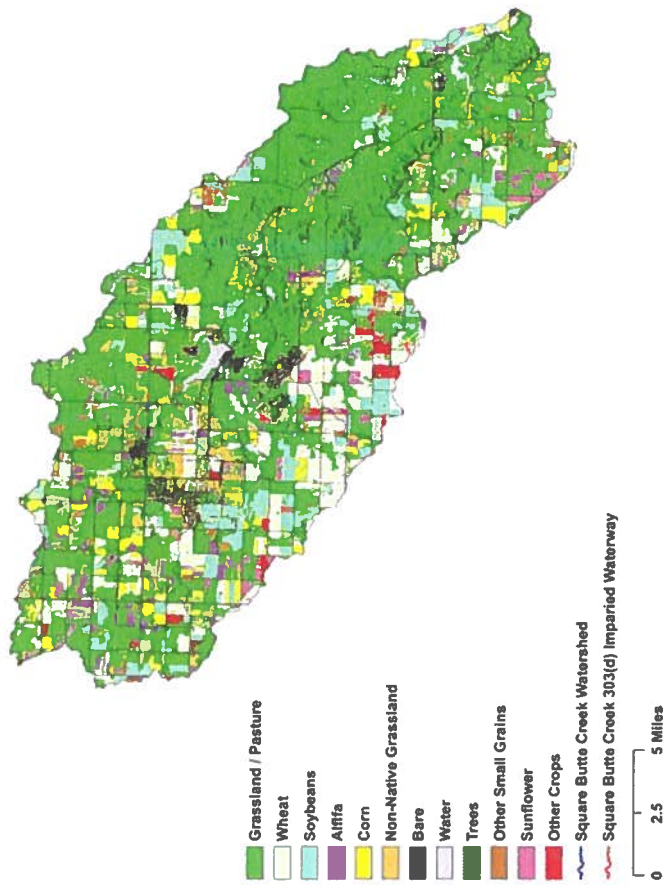 Grassland / Pasture
Wheat
Soybeans
Alflfa
Corn
Non-Native Grassland
Bare
Water
Trees
Other Small Grains
Sunflower
Other Crops
Square Butte Creek Watershed
Square Butte Creek 303(d) Imparied Waterway
0 2.5 5 Miles